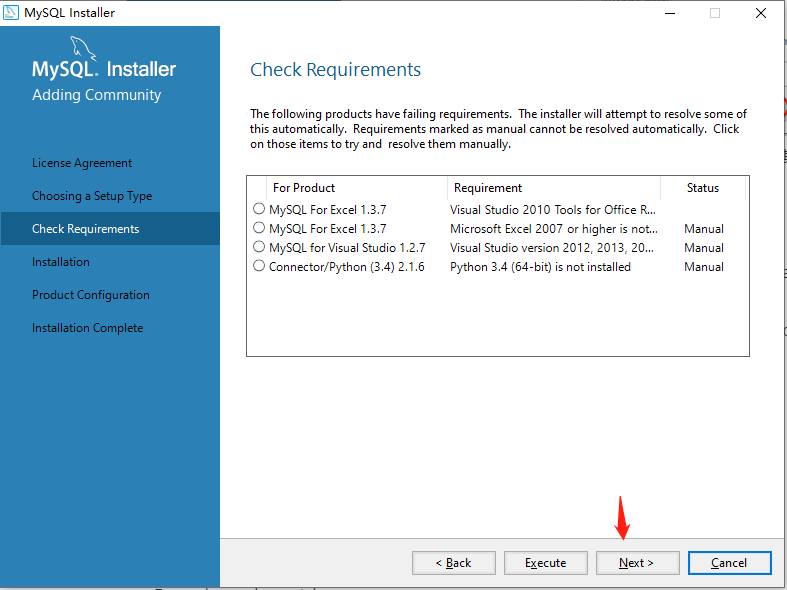 MySQL Installer
MySQL. Installer
Adding Community
License Agreement
Choosing a Setup Type
Check Requirements
Installation
Product Configuration
Installation Complete
Check Requirements
The following products have failing requirements. The installer will attempt to resolve some of
this automatically. Requirements marked as manual cannot be resolved automatically. Click
on those items to try and resolve them manually.
For Product Requirement Status
MySQL For Excel 1.3.7 Visual Studio 2010 Tools for Office R...
MySQL For Excel 1.3.7 Microsoft Excel 2007 or higher is not... Manual
MySQL for Visual Studio 1.2.7 Visual Studio version 2012, 2013, 20... Manual
Connector/Python (3.4) 2.1.6 Python 3.4 (64-bit) is not installed Manual
< Back Execute Next > Cancel